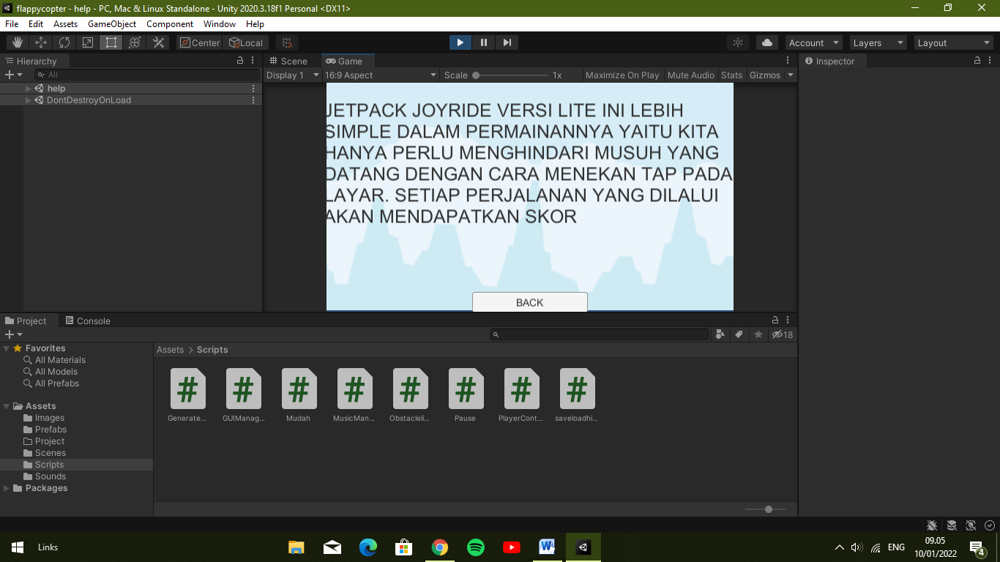 flappycopter - help - PC, Mac & Linux Standalone - Unity 2020.3.18f1 Personal <DX11>
File Edit Assets GameObject Component Window Help
Center Local Account Layers Layout
Hierarchy
All
help
DontDestroyOnLoad
Scene Game
Display 1 16:9 Aspect Scale 1x Maximize On Play Mute Audio Stats Gizmos
JETPACK JOYRIDE VERSI LITE INI LEBIH
SIMPLE DALAM PERMAINANNYA YAITU KITA
HANYA PERLU MENGHINDARI MUSUH YANG
DATANG DENGAN CARA MENEKAN TAP PADA
LAYAR. SETIAP PERJALANAN YANG DILALUI
AKAN MENDAPATKAN SKOR
BACK
Inspector
Project Console
18
Favorites
All Materials
All Models
All Prefabs
Assets
Images
Prefabs
Project
Scenes
Scripts
Sounds
Packages
Assets > Scripts
Generate... GUIManag... Mudah MusicMan... Obstacleli... Pause PlayerCont... saveloadhi...
Links
ENG
09.05
10/01/2022
4